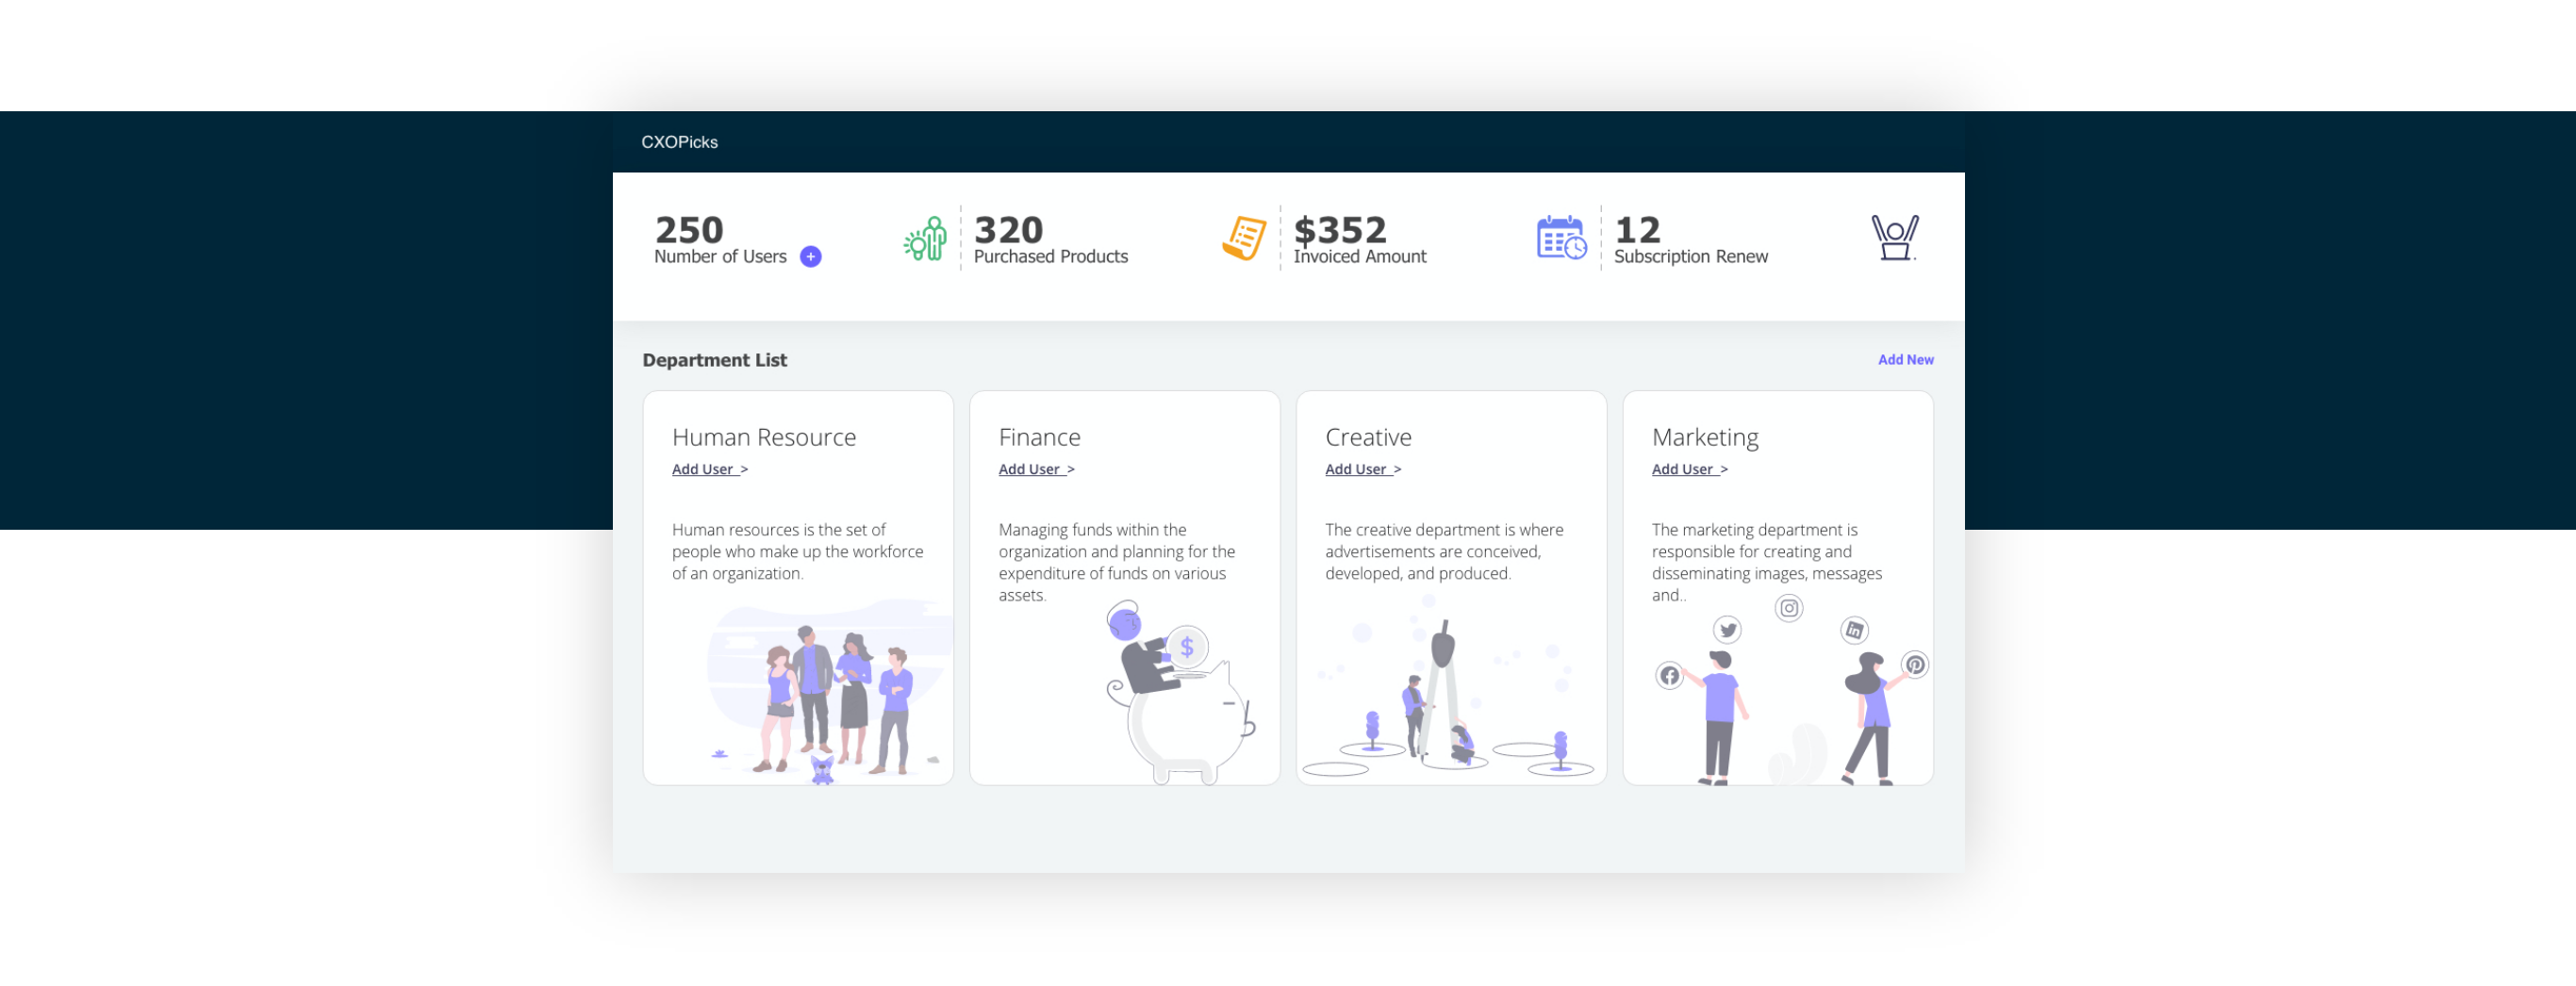 CXOPicks
250
Number of Users +
320
Purchased Products
$352
Invoiced Amount
12
Subscription Renew
Department List
Add New
Human Resource
Add User >
Human resources is the set of
people who make up the workforce
of an organization.
Finance
Add User >
Managing funds within the
organization and planning for the
expenditure of funds on various
assets.
$
Creative
Add User >
The creative department is where
advertisements are conceived,
developed, and produced.
Marketing
Add User >
The marketing department is
responsible for creating and
disseminating images, messages
and..
in